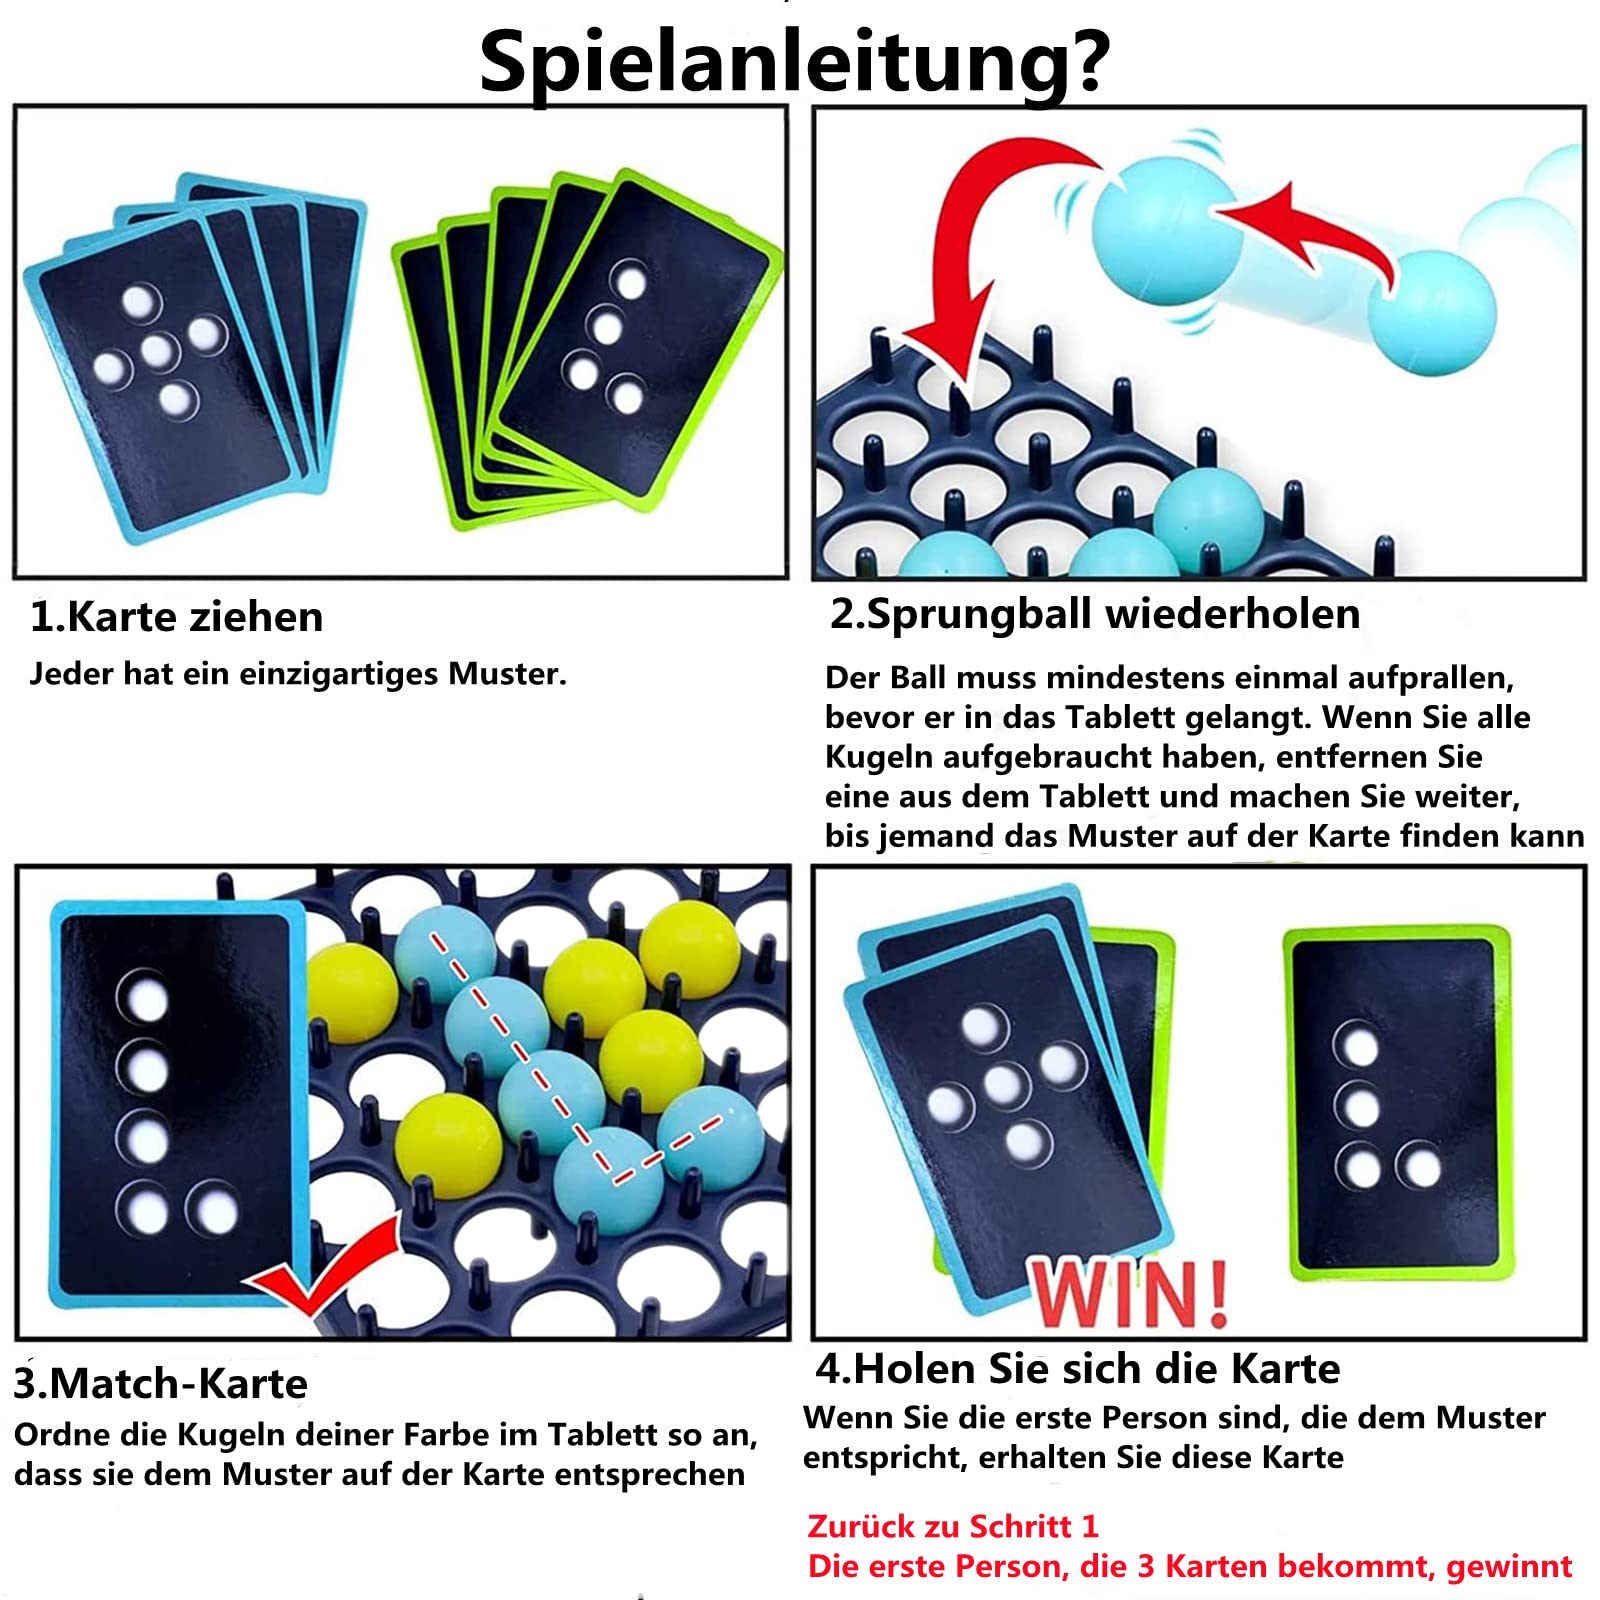 Spielanleitung?
1.Karte ziehen
Jeder hat ein einzigartiges Muster.
2.Sprungball wiederholen
Der Ball muss mindestens einmal aufprallen,
bevor er in das Tablett gelangt. Wenn Sie alle
Kugeln aufgebraucht haben, entfernen Sie
eine aus dem Tablett und machen Sie weiter,
bis jemand das Muster auf der Karte finden kann
3.Match-Karte
Ordne die Kugeln deiner Farbe im Tablett so an,
dass sie dem Muster auf der Karte entsprechen
WIN!
4.Holen Sie sich die Karte
Wenn Sie die erste Person sind, die dem Muster
entspricht, erhalten Sie diese Karte
Zurück zu Schritt 1
Die erste Person, die 3 Karten bekommt, gewinnt